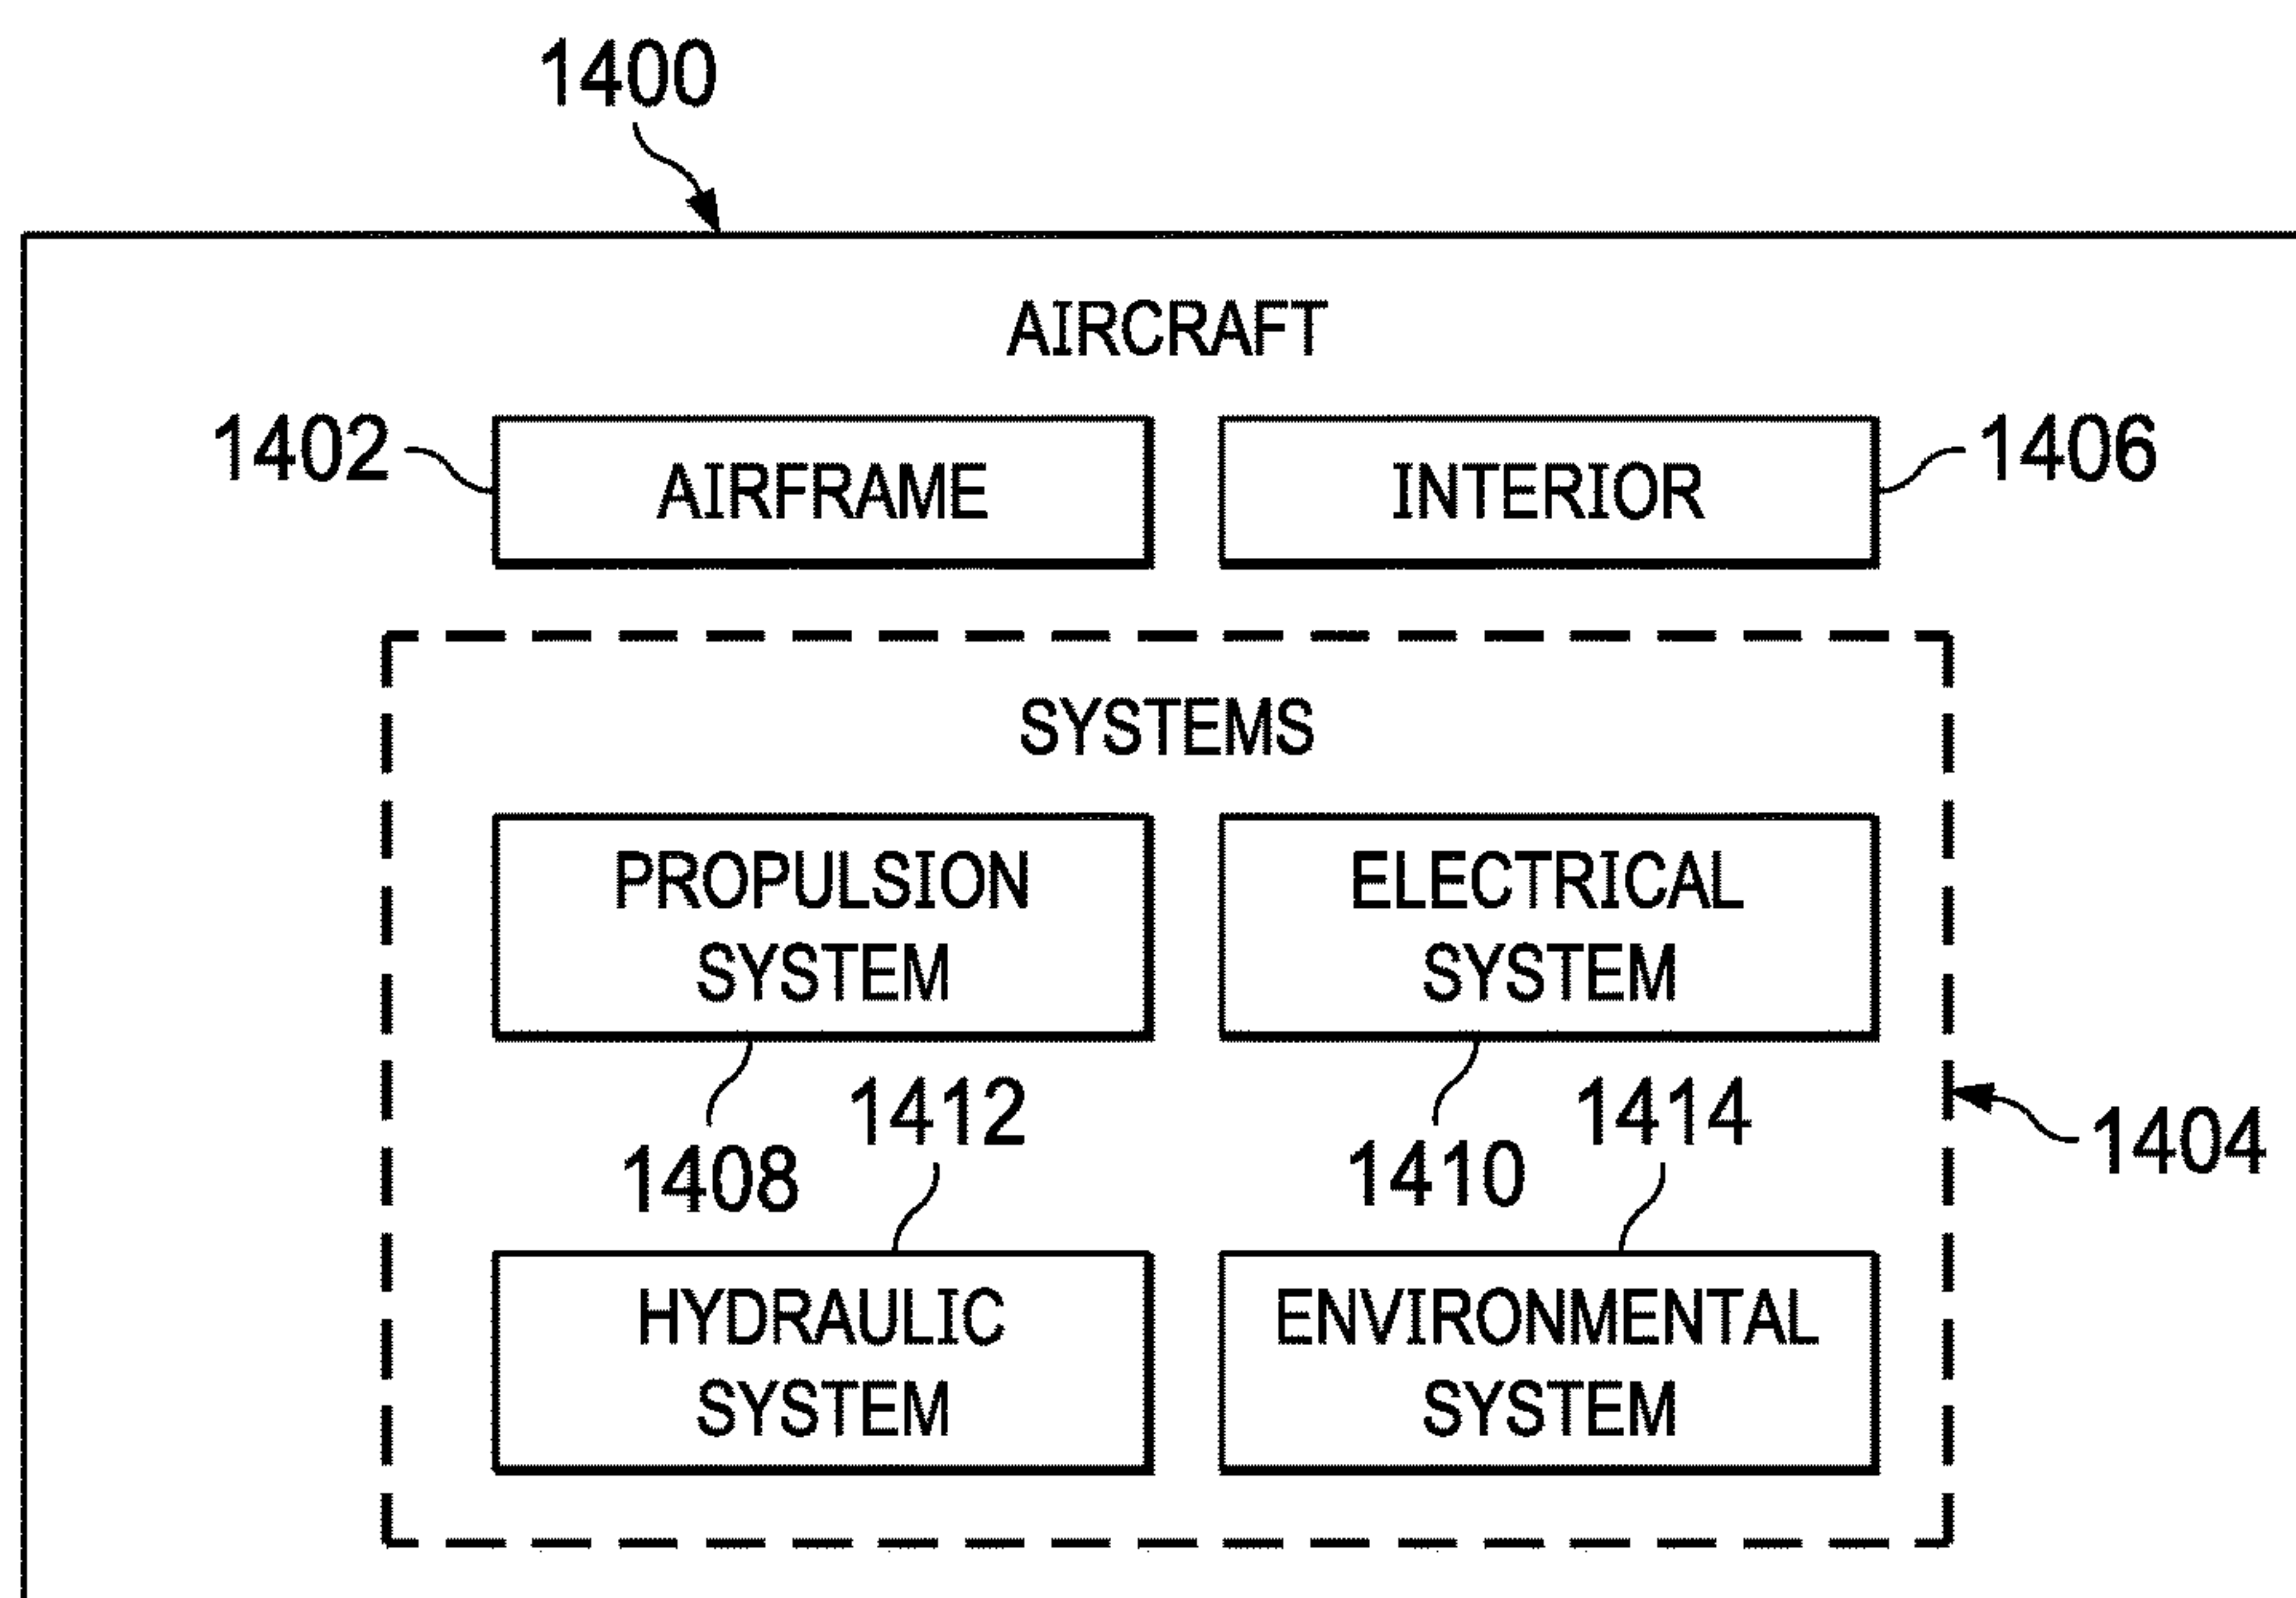 1400
AIRCRAFT
1402
AIRFRAME
INTERIOR
1406
SYSTEMS
PROPULSION
SYSTEM
ELECTRICAL
SYSTEM
1408
1412
1410
1414
1404
HYDRAULIC
SYSTEM
ENVIRONMENTAL
SYSTEM